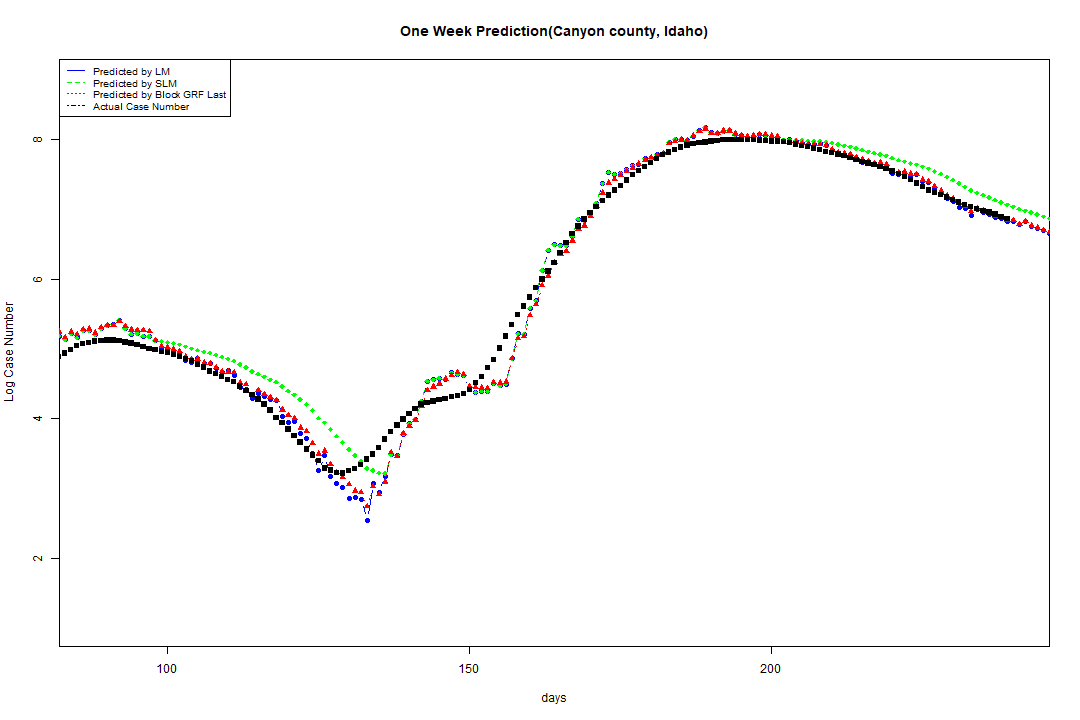 One Week Prediction(Canyon county, Idaho)
Predicted by LM
Predicted by SLM
Predicted by Block GRF Last
Actual Case Number
Log Case Number
8
6
4
2
100 150 200
days